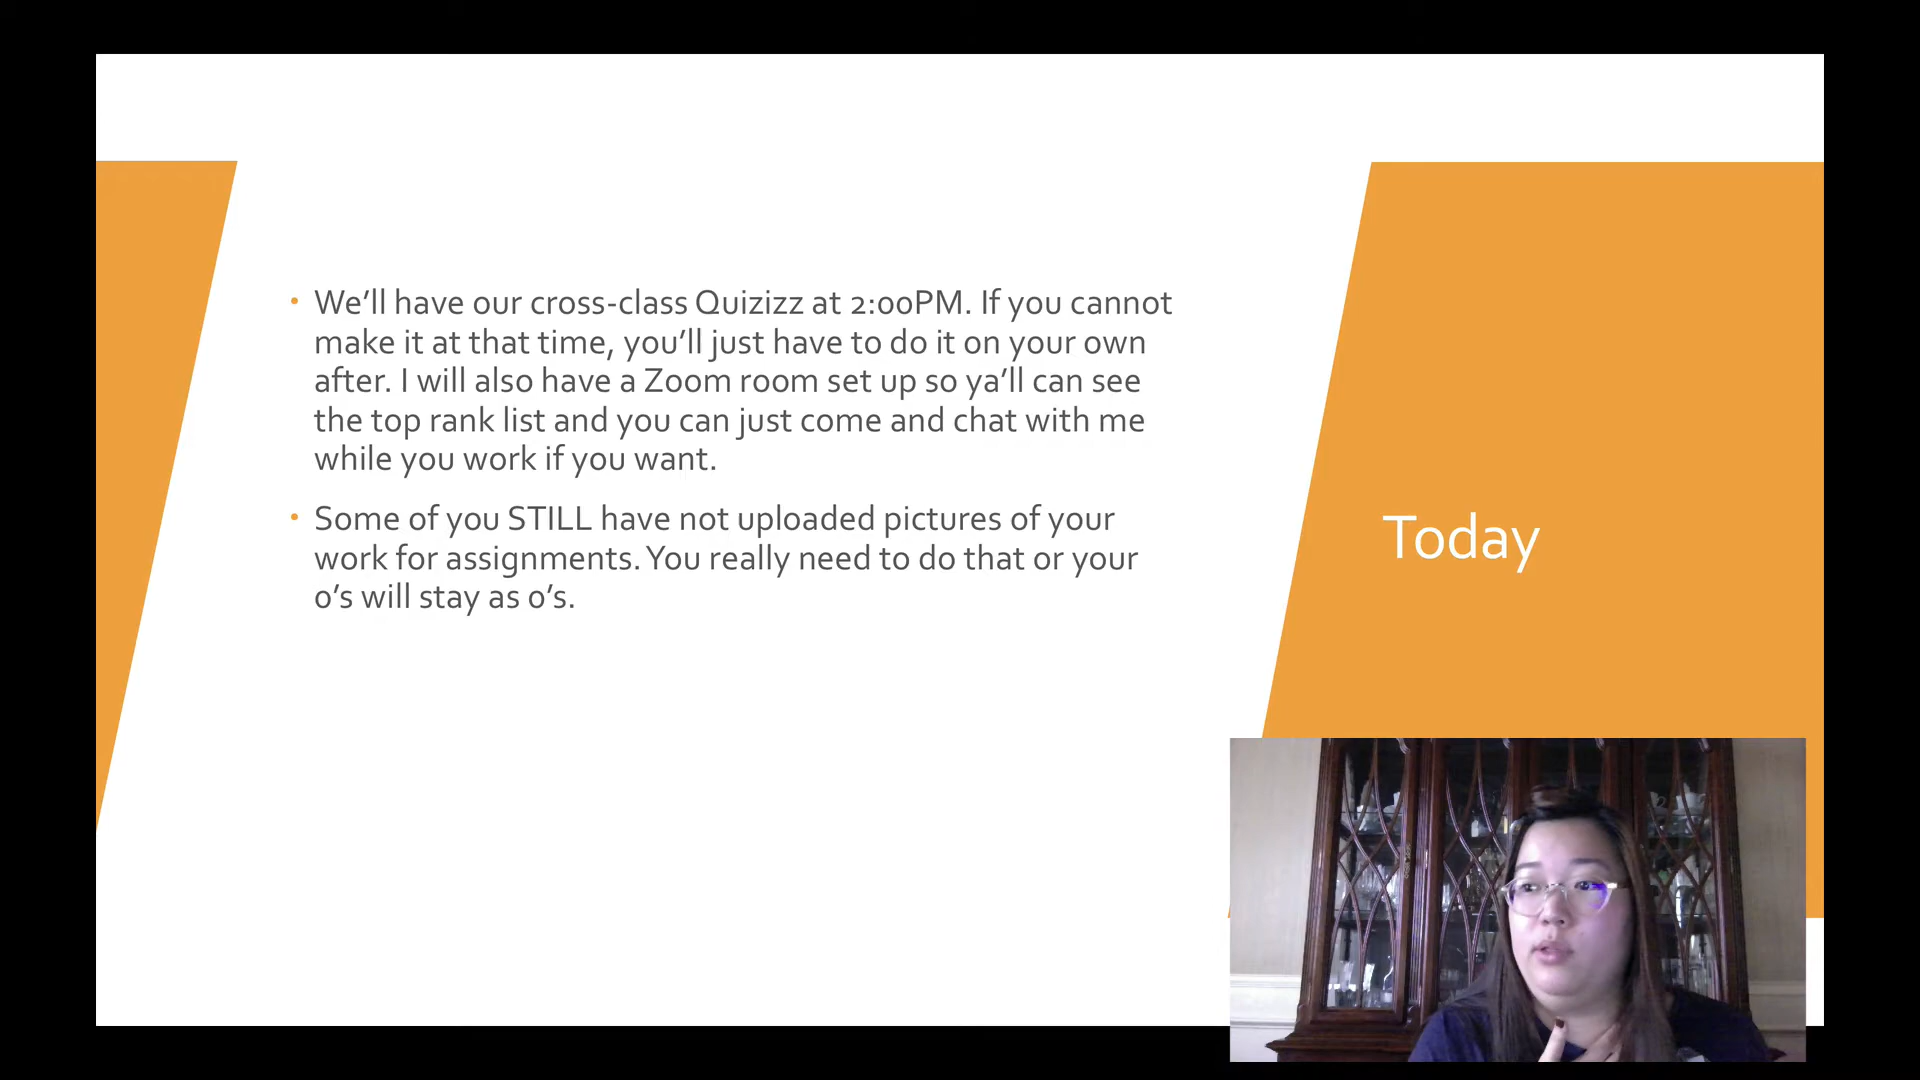 • We’ll have our cross-class Quizizz at 2:00PM. If you cannot
make it at that time, you’ll just have to do it on your own
after. I will also have a Zoom room set up so ya’ll can see
the top rank list and you can just come and chat with me
while you work if you want.
• Some of you STILL have not uploaded pictures of your
work for assignments. You really need to do that or your
0’s will stay as 0’s.
Today